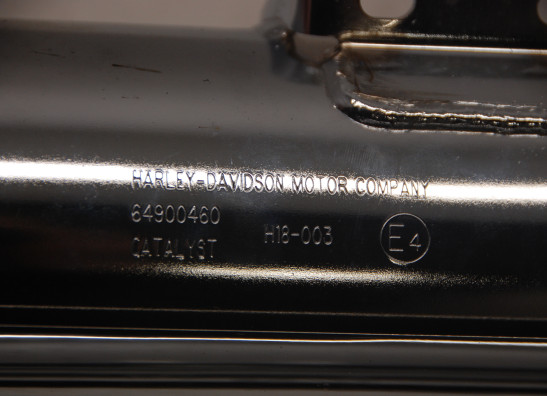 HARLEY-DAVIDSON MOTOR COMPANY
64900460
CATALYST H18-003 E4